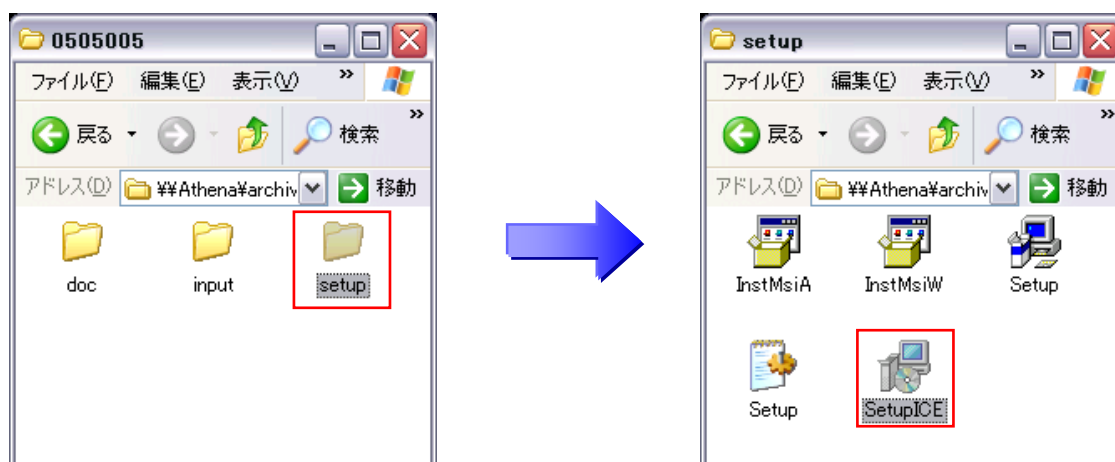 0505005
ファイル(F) 編集(E) 表示(V) »
戻る 検索 »
アドレス(D) ¥¥Athena¥archiv 移動
doc input setup
setup
ファイル(F) 編集(E) 表示(V) »
戻る 検索 »
アドレス(D) ¥¥Athena¥archiv 移動
InstMsiA InstMsiW Setup
Setup SetupICE